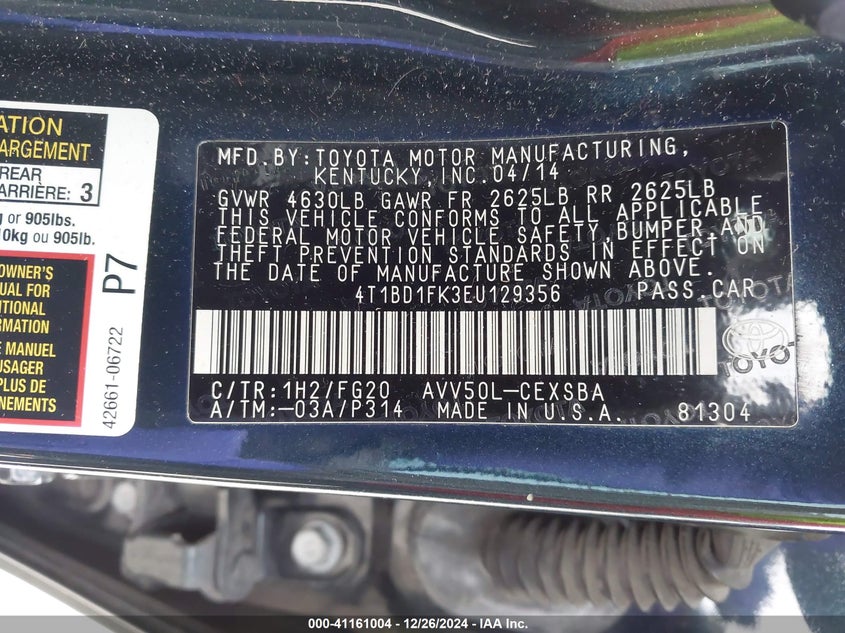 ATION
ARGEMENT
REAR
ARRIÈRE: 3
g or 905lbs.
10kg ou 905lb.
OWNER'S
UAL FOR
ITIONAL
RMATION
E MANUEL
USAGER
PLUS DE
NEMENTS
P7
42661-06722
MFD.BY: TOYOTA MOTOR MANUFACTURING,
KENTUCKY, INC. 04/14
GVWR 4630LB GAWR FR 2625LB RR 2625LB
THIS VEHICLE CONFORMS TO ALL APPLICABLE
FEDERAL MOTOR VEHICLE SAFETY, BUMPER, AND
THEFT PREVENTION STANDARDS IN EFFECT ON
THE DATE OF MANUFACTURE SHOWN ABOVE.
4T1BD1FK3EU129356 PASS CAR
TOYOTA
C/TR: 1H2/FG20 AVV50L-CEXSBA
A/TM: -03A/P314 MADE IN U.S.A. 81304
000-41161004 - 12/26/2024 - IAA Inc.